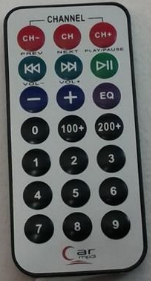 CHANNEL
CH− CH CH+
PREV NEXT PLAY/PAUSE
VOL− VOL+
− + EQ
0 100+ 200+
1 2 3
4 5 6
7 8 9
Car
mp3